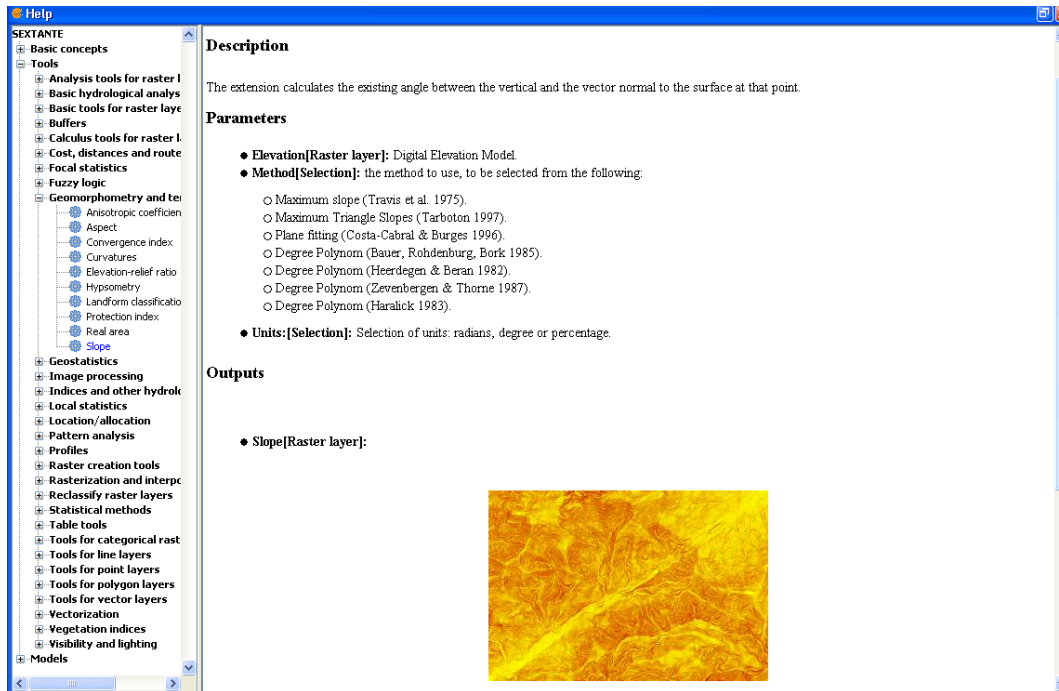 Help
SEXTANTE
Basic concepts
Tools
Analysis tools for raster l
Basic hydrological analys
Basic tools for raster laye
Buffers
Calculus tools for raster l
Cost, distances and route
Focal statistics
Fuzzy logic
Geomorphometry and te
Anisotropic coefficien
Aspect
Convergence index
Curvatures
Elevation-relief ratio
Hypsometry
Landform classificatio
Protection index
Real area
Slope
Geostatistics
Image processing
Indices and other hydrolo
Local statistics
Location/allocation
Pattern analysis
Profiles
Raster creation tools
Rasterization and interpo
Reclassify raster layers
Statistical methods
Table tools
Tools for categorical rast
Tools for line layers
Tools for point layers
Tools for polygon layers
Tools for vector layers
Vectorization
Vegetation indices
Visibility and lighting
Models
Description
The extension calculates the existing angle between the vertical and the vector normal to the surface at that point.
Parameters
Elevation[Raster layer]: Digital Elevation Model.
Method[Selection]: the method to use, to be selected from the following:
Maximum slope (Travis et al. 1975).
Maximum Triangle Slopes (Tarboton 1997).
Plane fitting (Costa-Cabral & Burges 1996).
Degree Polynom (Bauer, Rohdenburg, Bork 1985).
Degree Polynom (Heerdegen & Beran 1982).
Degree Polynom (Zevenbergen & Thorne 1987).
Degree Polynom (Haralick 1983).
Units:[Selection]: Selection of units: radians, degree or percentage.
Outputs
Slope[Raster layer]: